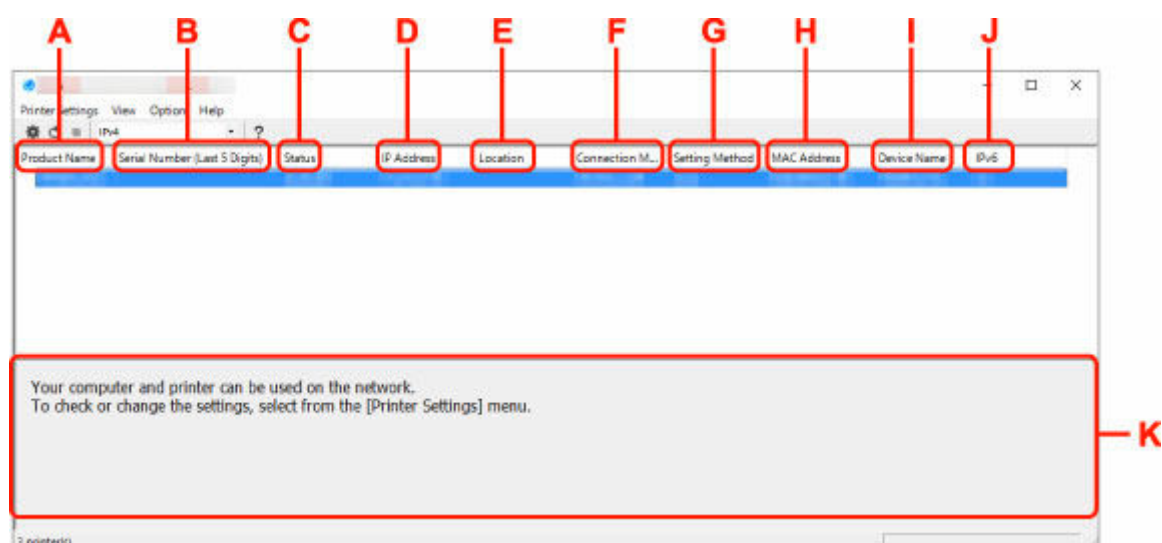 A B C D E F G H I J
Printer Settings View Option Help
IPv4 ?
Product Name Serial Number (Last 5 Digits) Status IP Address Location Connection M... Setting Method MAC Address Device Name IPv6
Your computer and printer can be used on the network.
To check or change the settings, select from the [Printer Settings] menu.
K
printer(s)